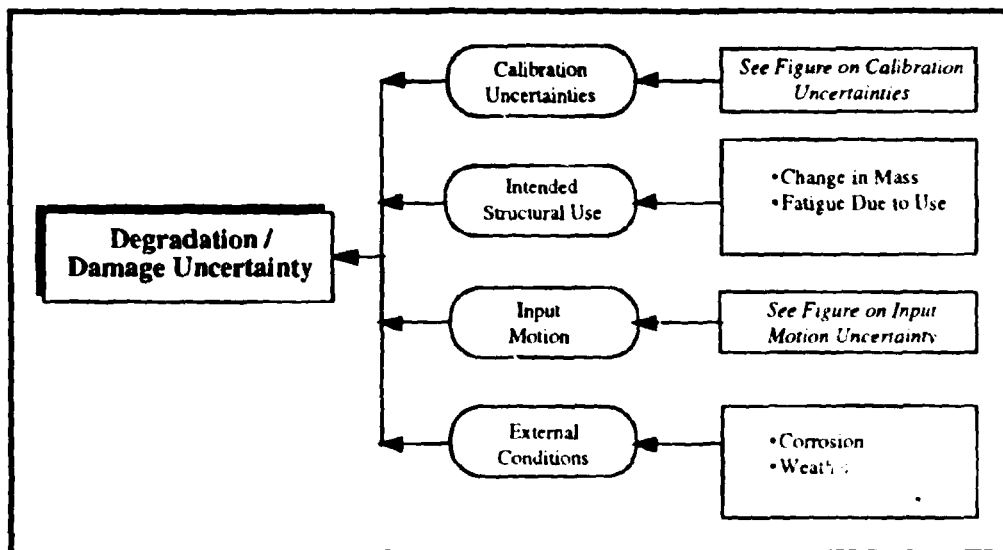 Calibration
Uncertainties
See Figure on Calibration
Uncertainties
Intended
Structural Use
•Change in Mass
•Fatigue Due to Use
Degradation /
Damage Uncertainty
Input
Motion
See Figure on Input
Motion Uncertainty
External
Conditions
•Corrosion